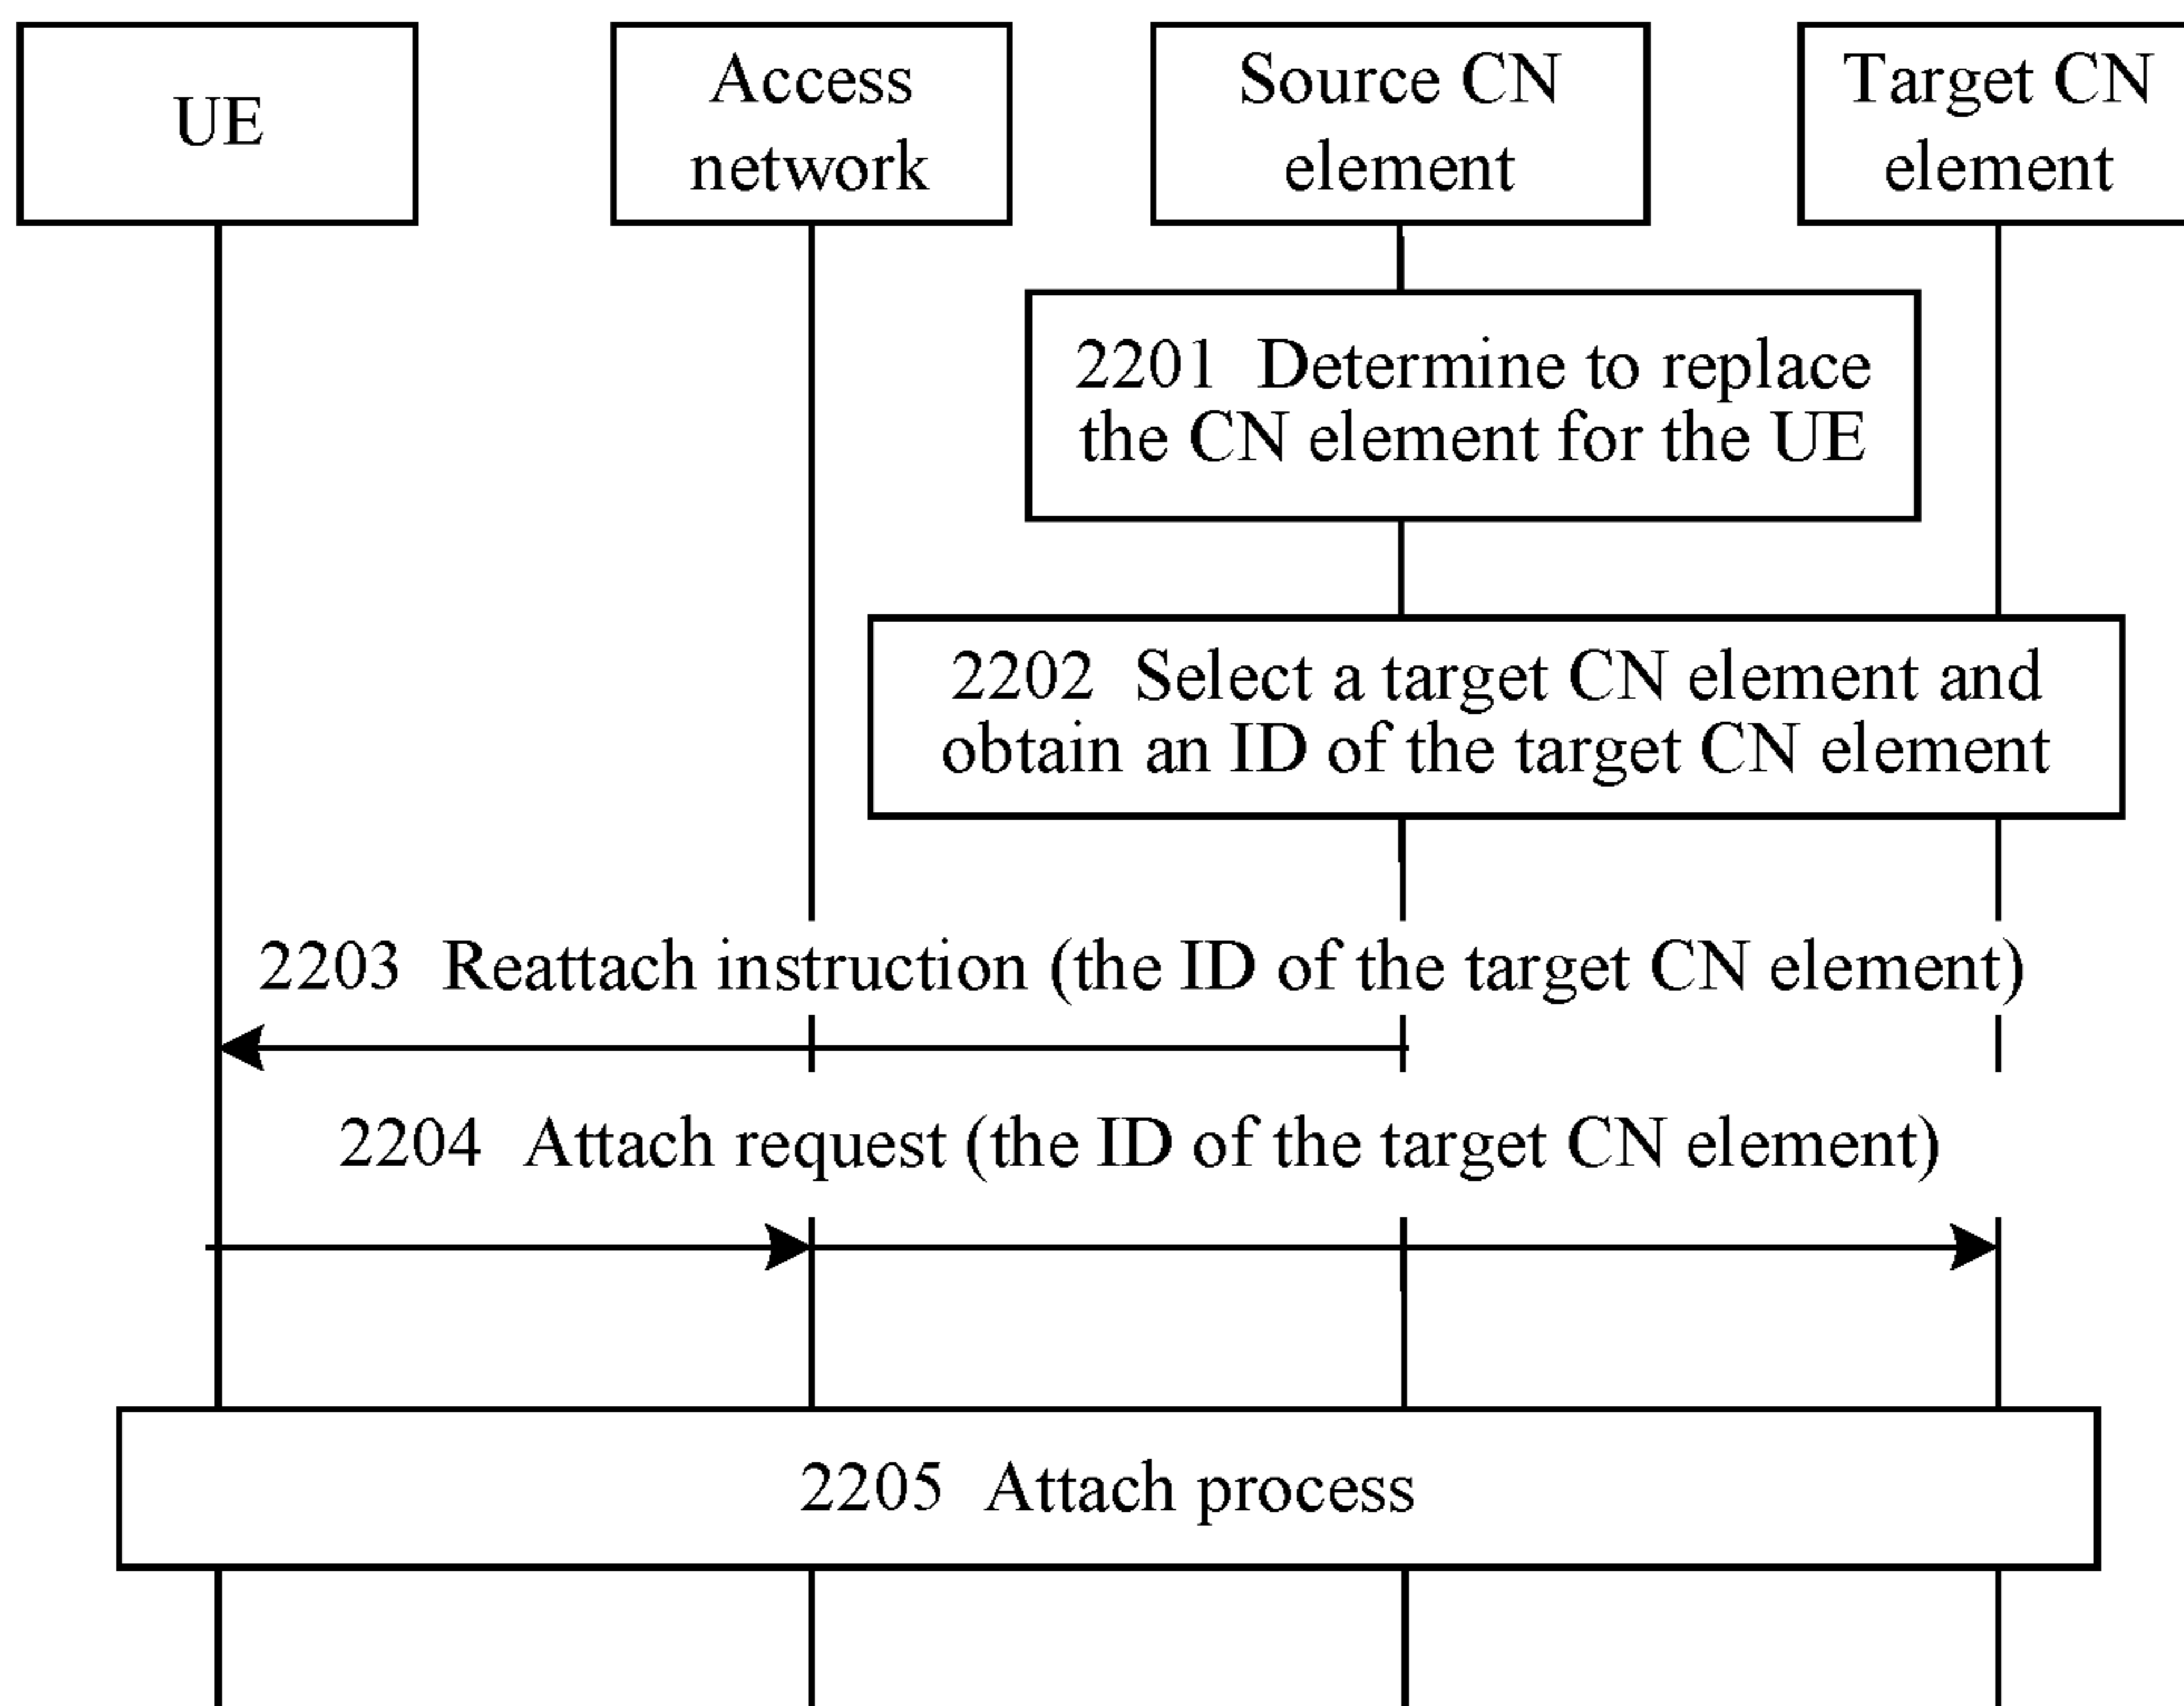 UE
Access
network
Source CN
element
Target CN
element
2201 Determine to replace
the CN element for the UE
2202 Select a target CN element and
obtain an ID of the target CN element
2203 Reattach instruction (the ID of the target CN element)
2204 Attach request (the ID of the target CN element)
2205 Attach process